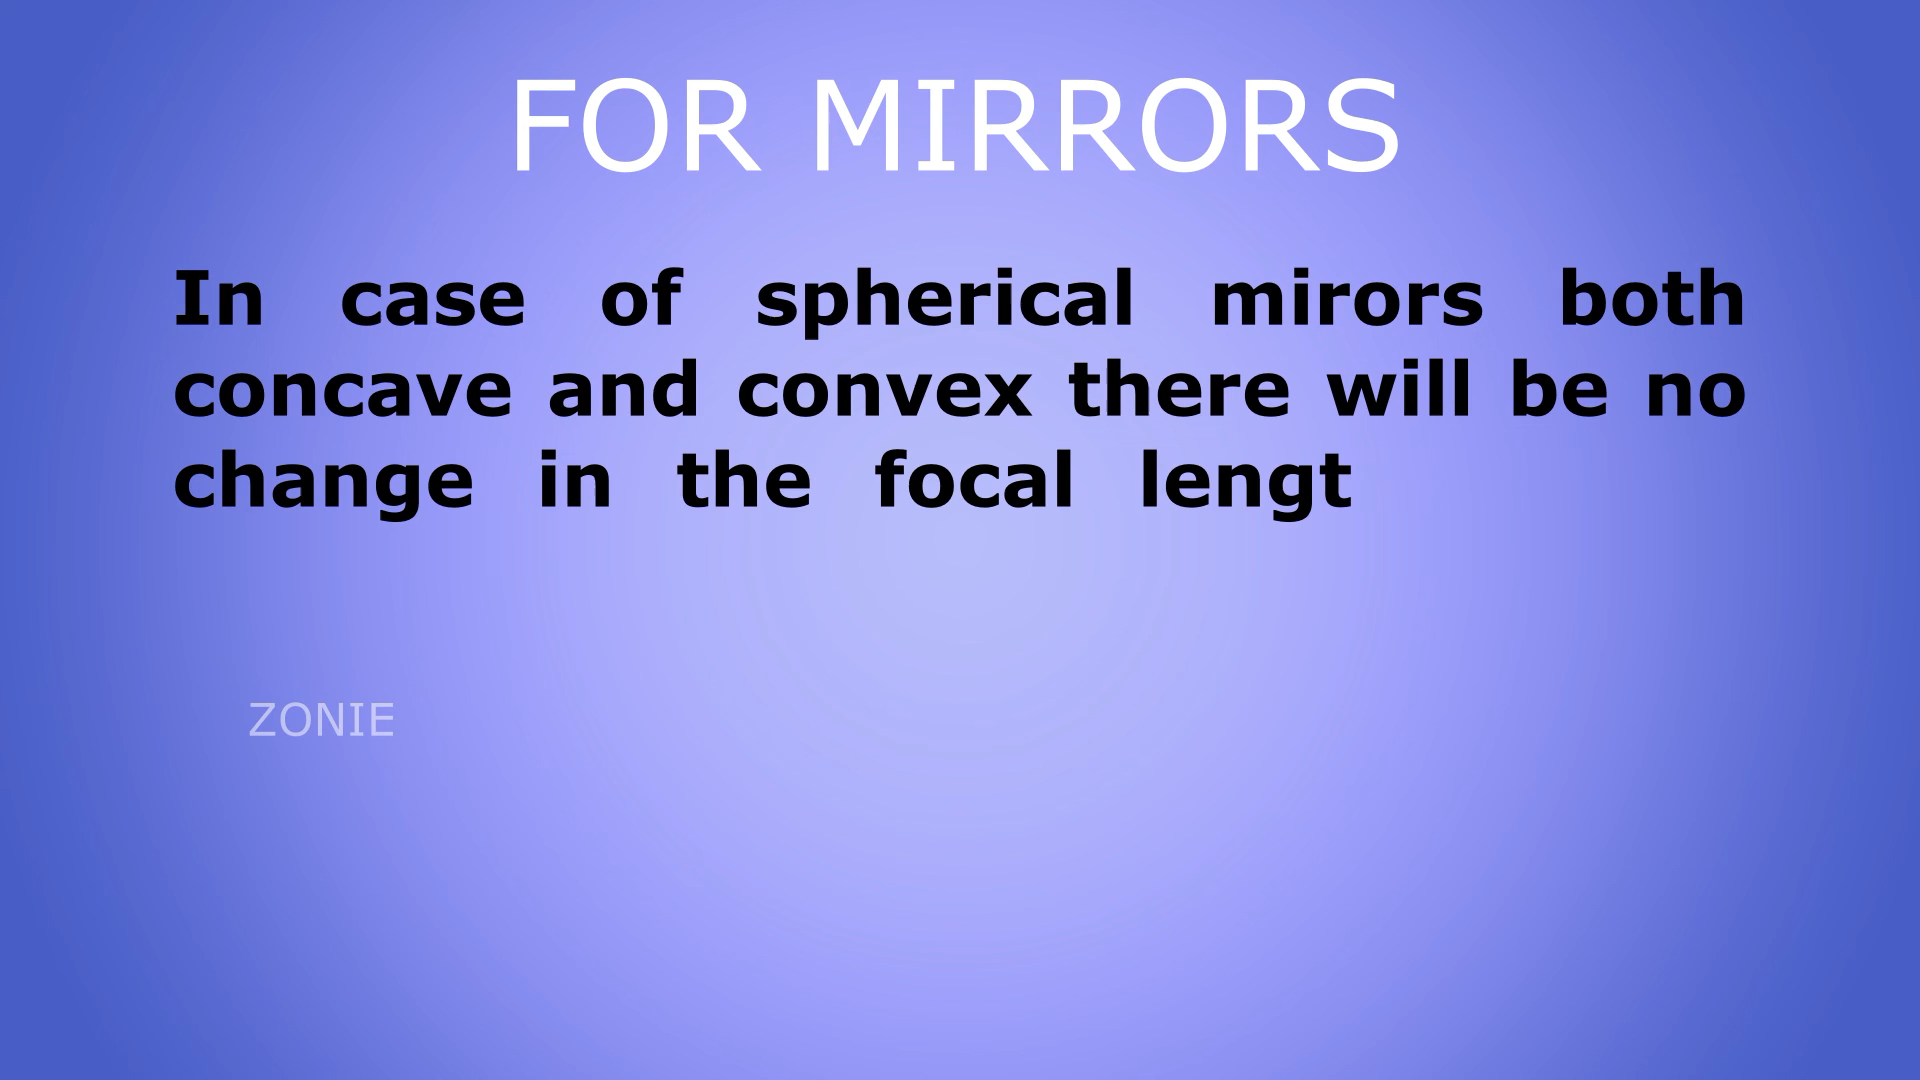 FOR MIRRORS
In case of spherical mirors both
concave and convex there will be no
change in the focal lengt
ZONIE